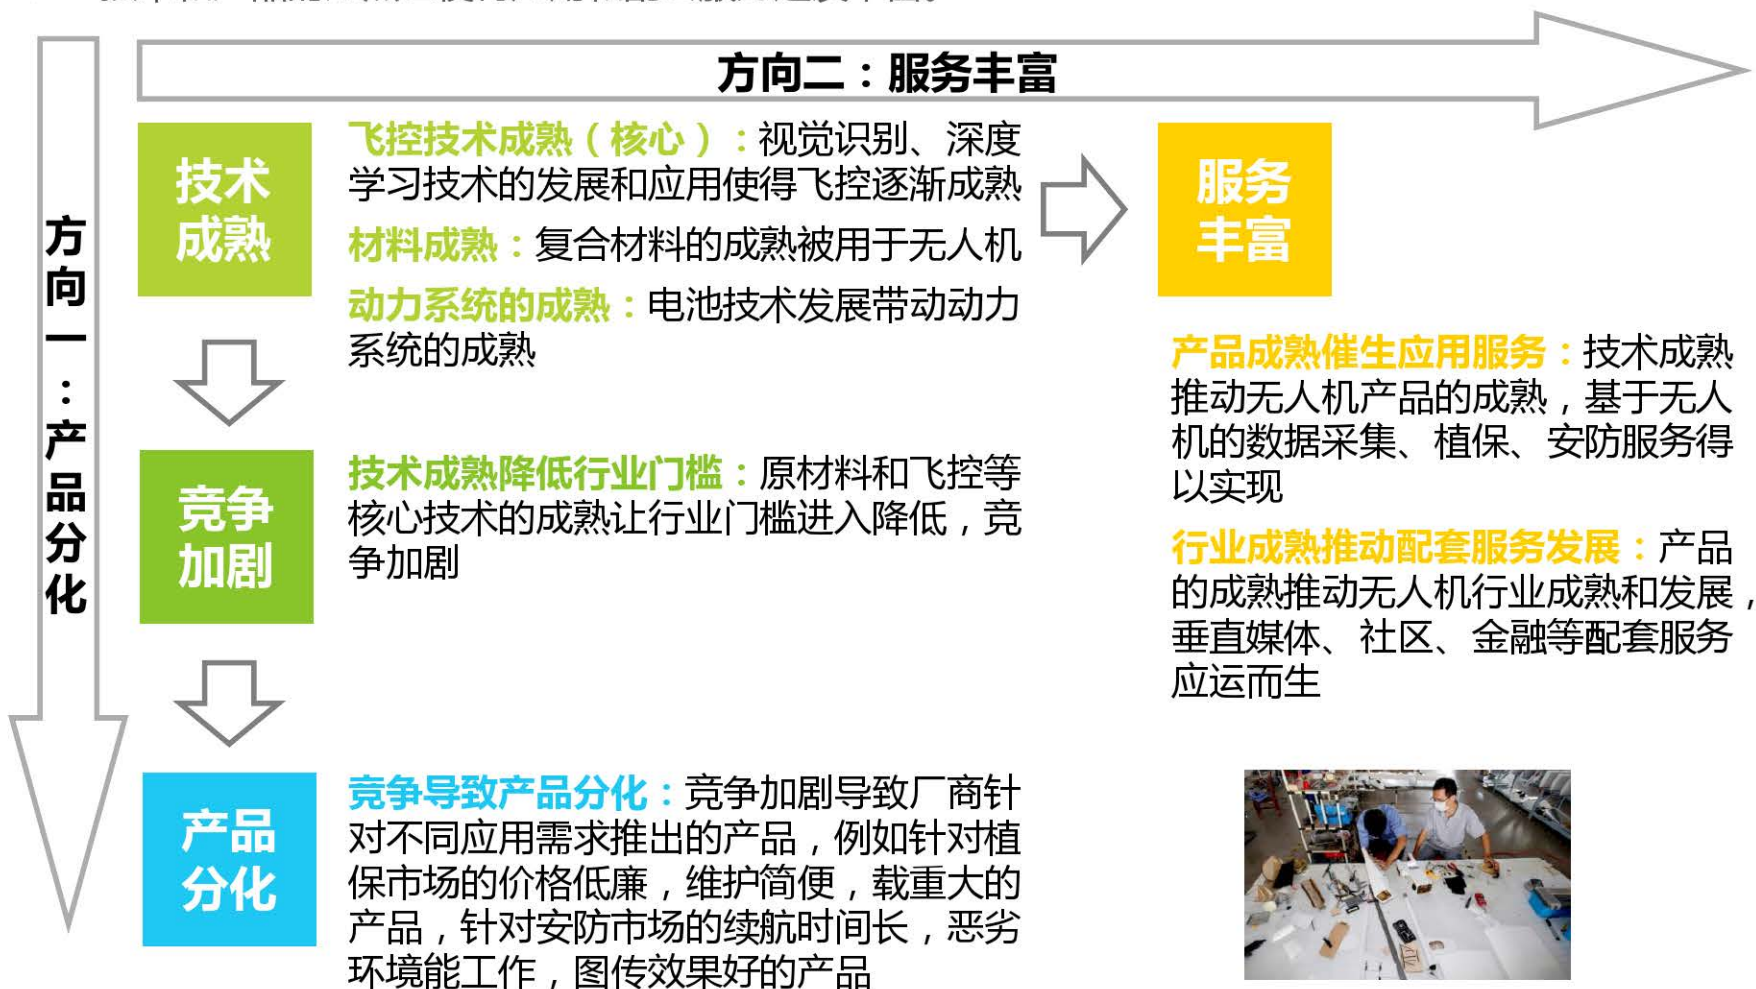 方向二：服务丰富
方向一：产品分化
技术
成熟
飞控技术成熟（核心）：视觉识别、深度
学习技术的发展和应用使得飞控逐渐成熟
材料成熟：复合材料的成熟被用于无人机
动力系统的成熟：电池技术发展带动动力
系统的成熟
服务
丰富
产品成熟催生应用服务：技术成熟
推动无人机产品的成熟，基于无人
机的数据采集、植保、安防服务得
以实现
行业成熟推动配套服务发展：产品
的成熟推动无人机行业成熟和发展，
垂直媒体、社区、金融等配套服务
应运而生
竞争
加剧
技术成熟降低行业门槛：原材料和飞控等
核心技术的成熟让行业门槛进入降低，竞
争加剧
产品
分化
竞争导致产品分化：竞争加剧导致厂商针
对不同应用需求推出的产品，例如针对植
保市场的价格低廉，维护简便，载重大的
产品，针对安防市场的续航时间长，恶劣
环境能工作，图传效果好的产品